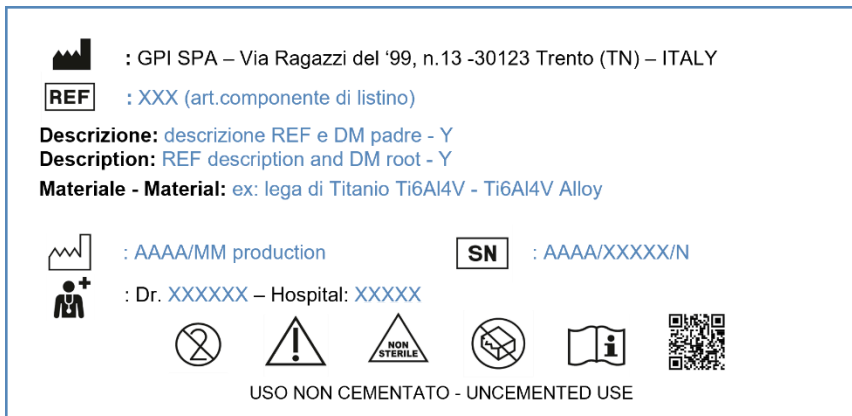 : GPI SPA – Via Ragazzi del ‘99, n.13 -30123 Trento (TN) – ITALY
REF : XXX (art.componente di listino)
Descrizione: descrizione REF e DM padre - Y
Description: REF description and DM root - Y
Materiale - Material: ex: lega di Titanio Ti6Al4V - Ti6Al4V Alloy
: AAAA/MM production SN : AAAA/XXXXX/N
: Dr. XXXXXX – Hospital: XXXXX
2 ! NON STERILE i
USO NON CEMENTATO - UNCEMENTED USE